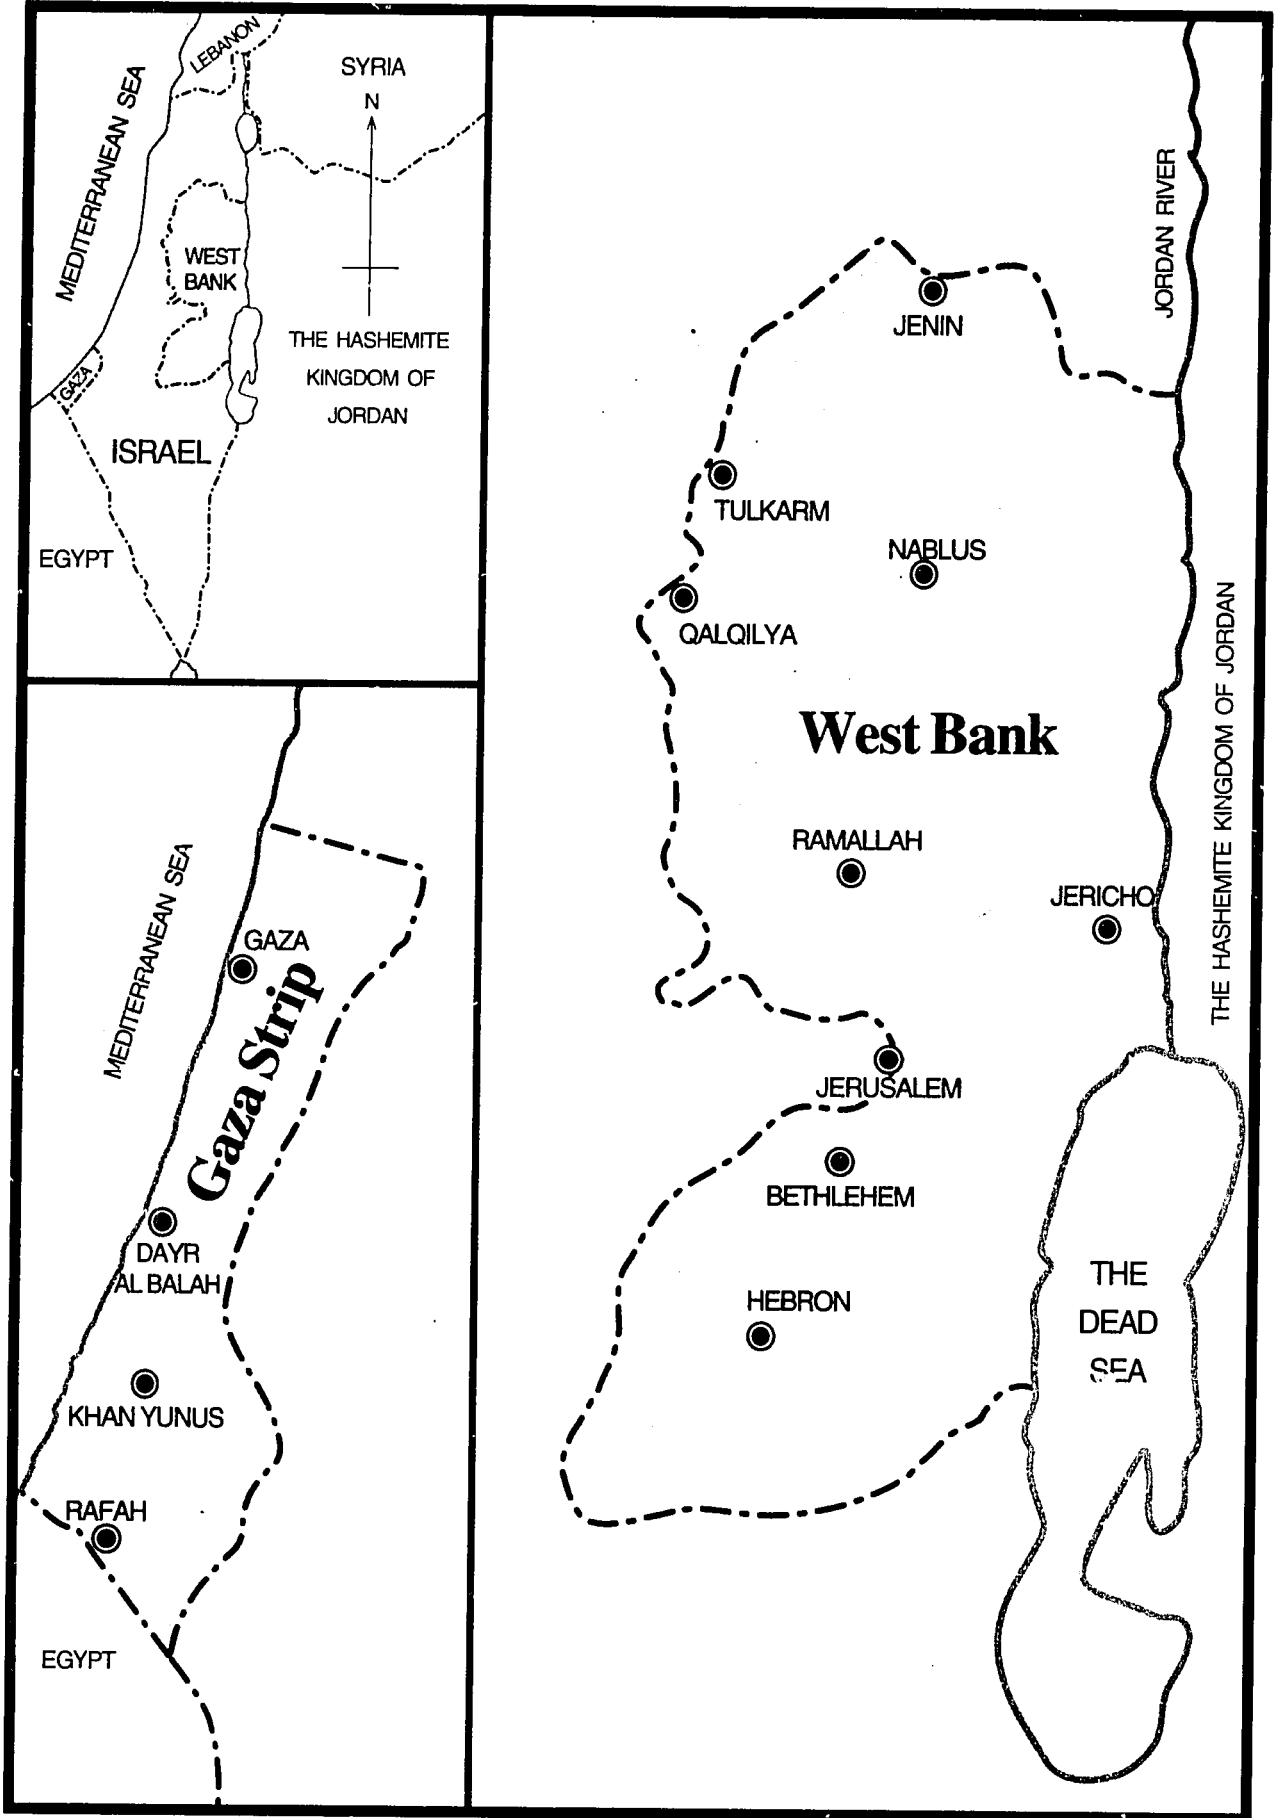 LEBANON
SYRIA
N
MEDITERRANEAN SEA
WEST
BANK
THE HASHEMITE
KINGDOM OF
JORDAN
GAZA
ISRAEL
EGYPT
MEDITERRANEAN SEA
GAZA
Gaza Strip
DAYR
AL BALAH
KHAN YUNUS
RAFAH
EGYPT
JORDAN RIVER
JENIN
TULKARM
NABLUS
QALQILYA
THE HASHEMITE KINGDOM OF JORDAN
West Bank
RAMALLAH
JERICHO
JERUSALEM
BETHLEHEM
THE
DEAD
SEA
HEBRON